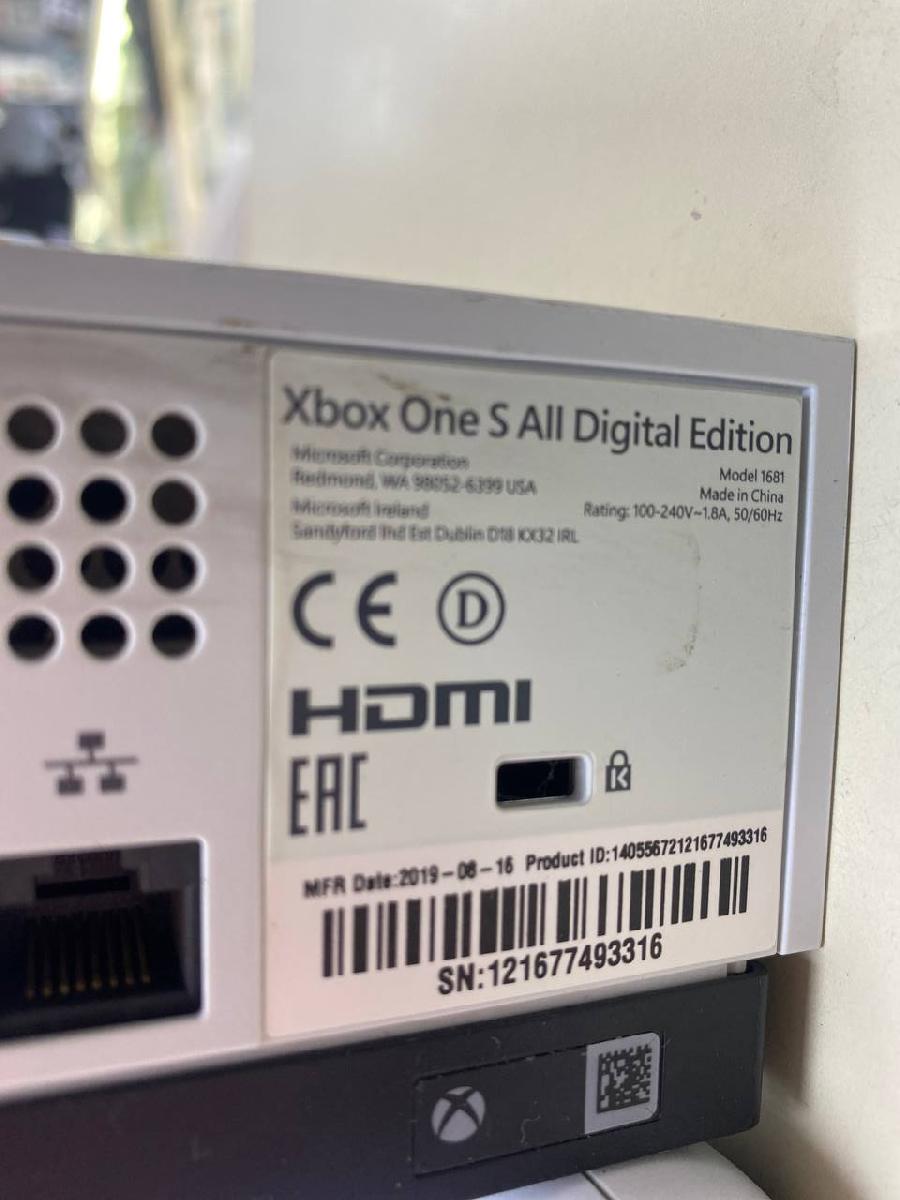 Xbox One S All Digital Edition
Microsoft Corporation
Redmond, WA 98052-6399 USA
Microsoft Ireland
Sandyford Ind Est Dublin D18 KX32 IRL
Model 1681
Made in China
Rating: 100-240V~1.8A, 50/60Hz
CE D
HDMI
EAC
K
MFR Date:2019-08-16 Product ID:14055672121677493316
SN:121677493316